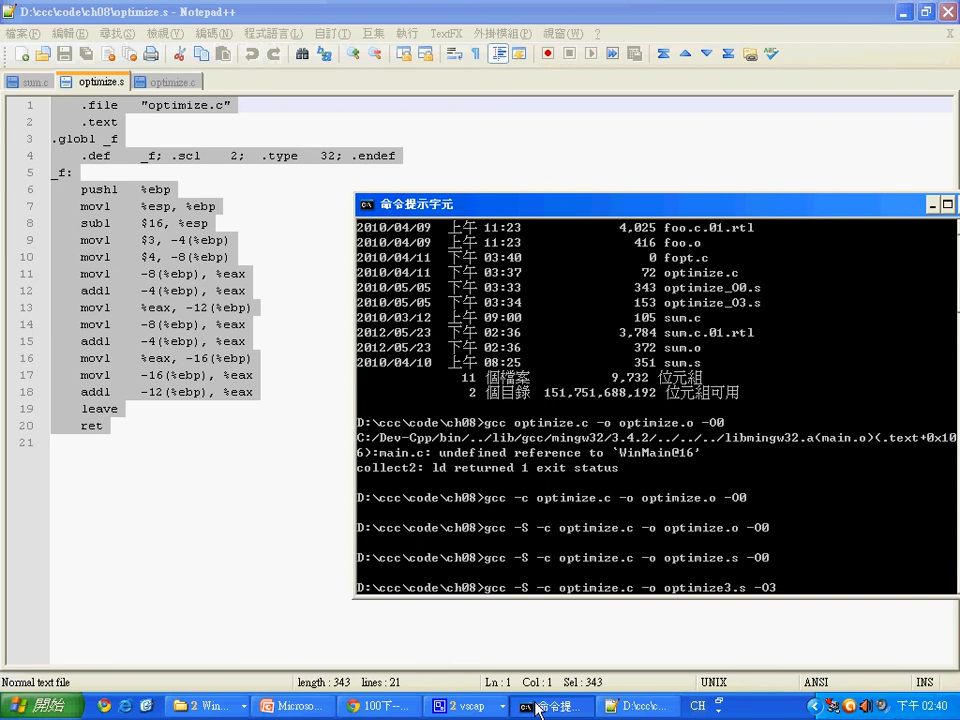 D:\ccc\code\ch08\optimize.s - Notepad++
檔案(F) 編輯(E) 尋找(S) 檢視(V) 編碼(N) 程式語言(L) 自訂(T) 巨集 執行 TextFX 外掛模組(P) 視窗(W) ? X
sum.c optimize.s optimize.c
1 .file "optimize.c"
2 .text
3 .globl _f
4 .def _f; .scl 2; .type 32; .endef
5 _f:
6 pushl %ebp
7 movl %esp, %ebp
8 subl $16, %esp
9 movl $3, -4(%ebp)
10 movl $4, -8(%ebp)
11 movl -8(%ebp), %eax
12 addl -4(%ebp), %eax
13 movl %eax, -12(%ebp)
14 movl -8(%ebp), %eax
15 addl -4(%ebp), %eax
16 movl %eax, -16(%ebp)
17 movl -16(%ebp), %eax
18 addl -12(%ebp), %eax
19 leave
20 ret
21
命令提示字元
2010/04/09 上午 11:23 4,025 foo.c.01.rtl
2010/04/09 上午 11:23 416 foo.o
2010/04/11 下午 03:40 0 fopt.c
2010/04/11 下午 03:37 72 optimize.c
2010/05/05 下午 03:33 343 optimize_O0.s
2010/05/05 下午 03:34 153 optimize_O3.s
2010/03/12 上午 09:00 105 sum.c
2012/05/23 下午 02:36 3,784 sum.c.01.rtl
2012/05/23 下午 02:36 372 sum.o
2010/04/10 上午 08:25 351 sum.s
11 個檔案 9,732 位元組
2 個目錄 151,751,688,192 位元組可用
D:\ccc\code\ch08>gcc optimize.c -o optimize.o -O0
C:/Dev-Cpp/bin/../lib/gcc/mingw32/3.4.2/../../../libmingw32.a(main.o)(.text+0x10
6):main.c: undefined reference to `WinMain@16'
collect2: ld returned 1 exit status
D:\ccc\code\ch08>gcc -c optimize.c -o optimize.o -O0
D:\ccc\code\ch08>gcc -S -c optimize.c -o optimize.o -O0
D:\ccc\code\ch08>gcc -S -c optimize.c -o optimize.s -O0
D:\ccc\code\ch08>gcc -S -c optimize.c -o optimize3.s -O3
Normal text file length : 343 lines : 21 Ln : 1 Col : 1 Sel : 343 UNIX ANSI INS
開始 2 Win... Microso... 100下--... 2 vscap 命令提... D:\ccc\c... CH 下午 02:40